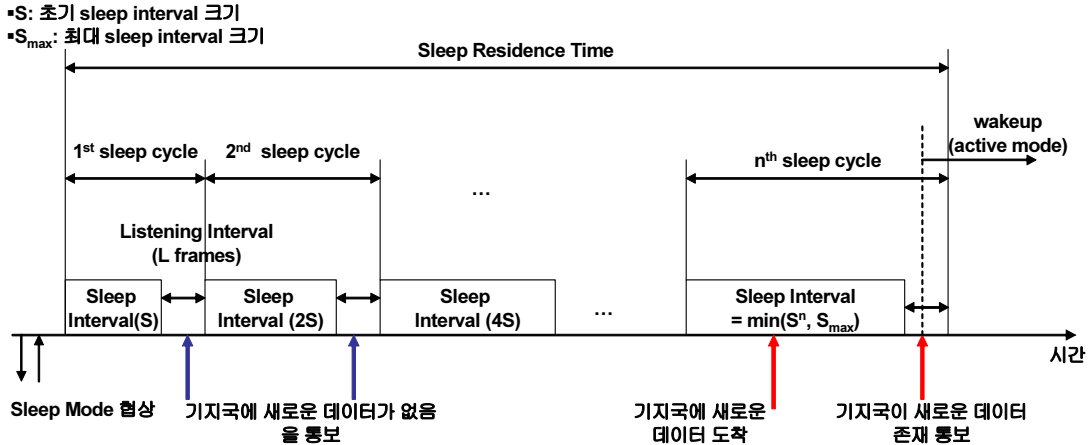 ▪S: 초기 sleep interval 크기
▪Smax: 최대 sleep interval 크기
Sleep Residence Time
wakeup
(active mode)
1st sleep cycle
2nd sleep cycle
nth sleep cycle
...
Listening Interval
(L frames)
Sleep
Interval(S)
Sleep
Interval (2S)
Sleep
Interval (4S)
...
Sleep Interval
= min(Sn, Smax)
시간
Sleep Mode 협상
기지국에 새로운 데이터가 없음
을 통보
기지국에 새로운
데이터 도착
기지국이 새로운 데이터
존재 통보